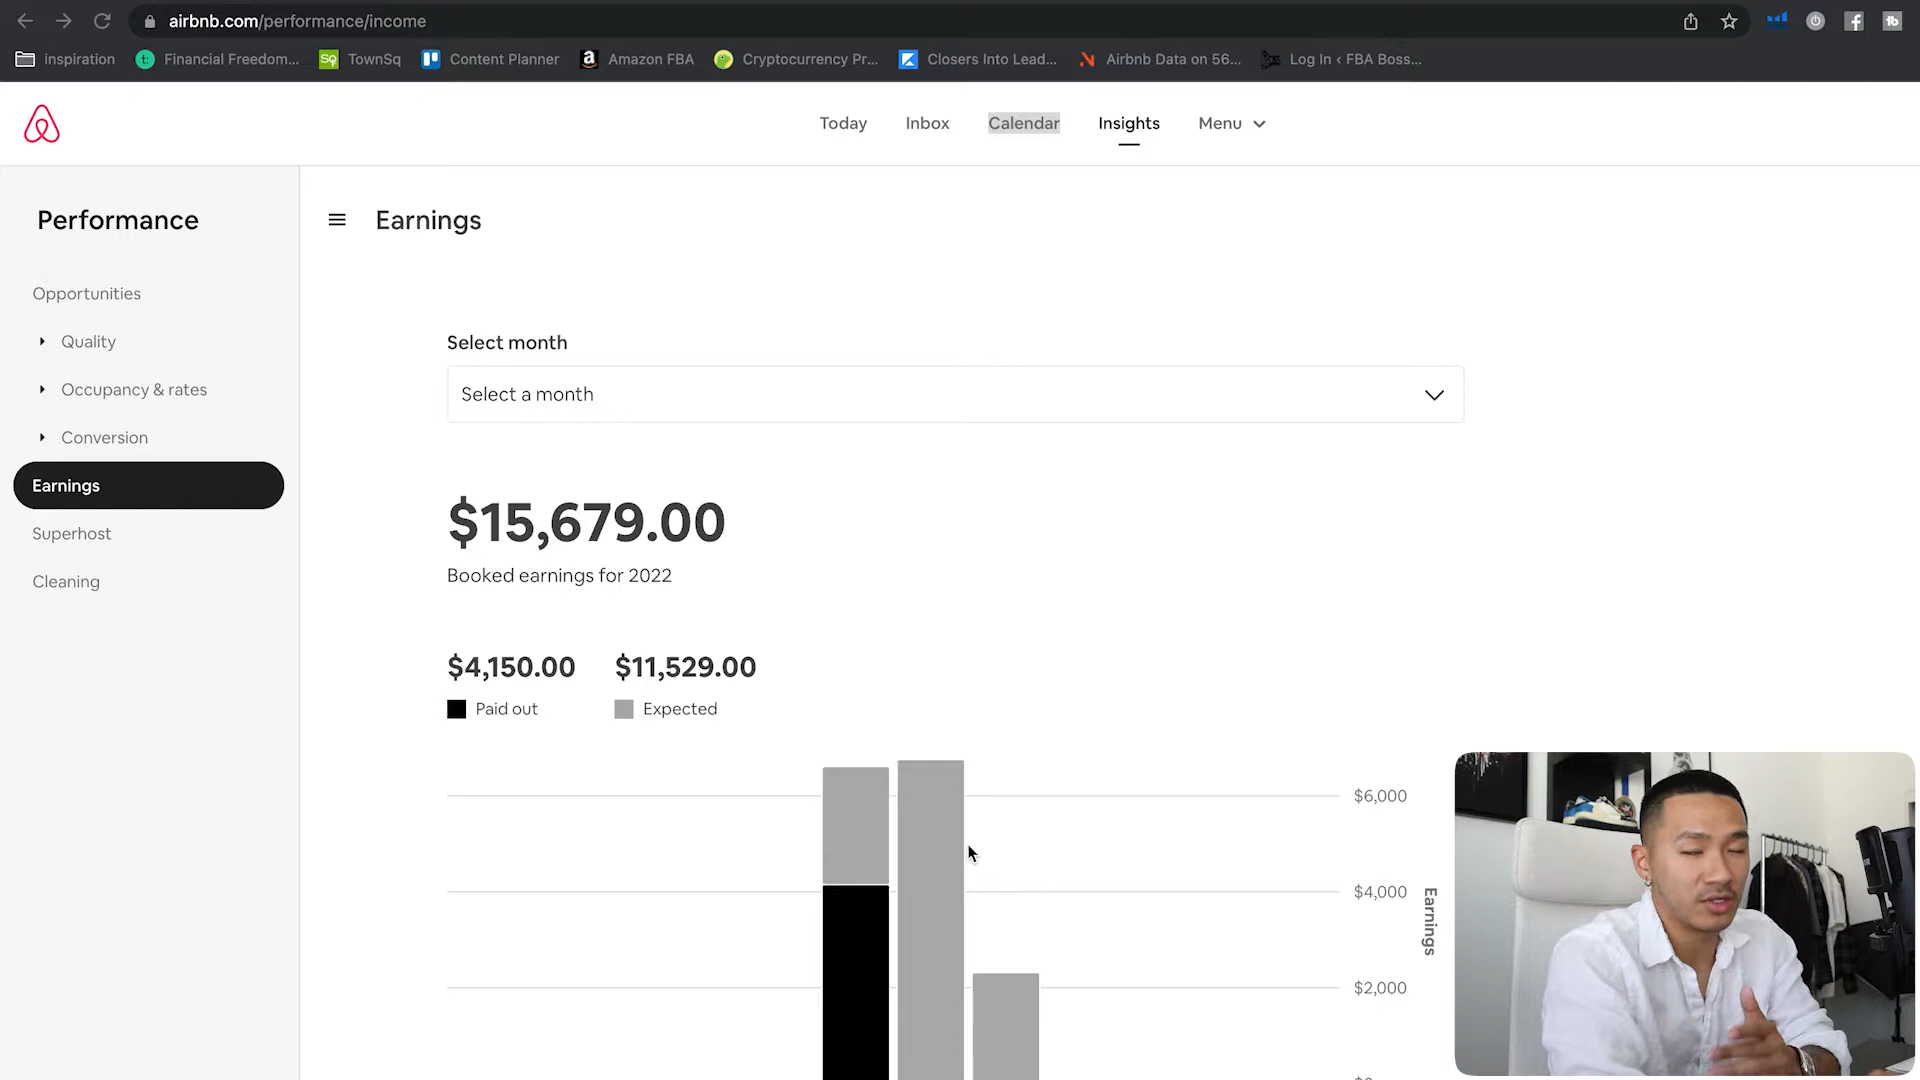 airbnb.com/performance/income
inspiration
Financial Freedom...
TownSq
Content Planner
Amazon FBA
Cryptocurrency Pr...
Closers Into Lead...
Airbnb Data on 56...
Log In ‹ FBA Boss...
Today
Inbox
Calendar
Insights
Menu
Performance
Earnings
Opportunities
Quality
Occupancy & rates
Conversion
Earnings
Superhost
Cleaning
Select month
Select a month
$15,679.00
Booked earnings for 2022
$4,150.00 $11,529.00
Paid out Expected
$6,000
$4,000
$2,000
Earnings